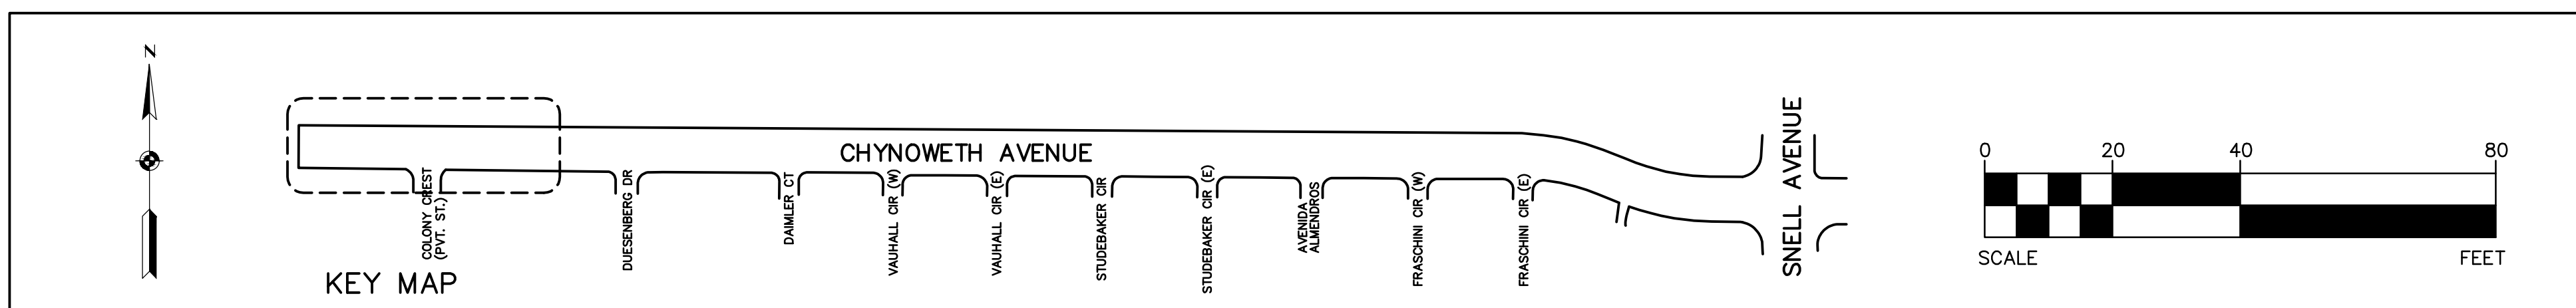 N
CHYNOWETH AVENUE
COLONY CREST
(PVT. ST.)
DUESENBERG DR
DAIMLER CT
VAUHALL CIR (W)
VAUHALL CIR (E)
STUDEBAKER CIR
STUDEBAKER CIR (E)
AVENIDA
ALMENDROS
FRASCHINI CIR (W)
FRASCHINI CIR (E)
SNELL AVENUE
KEY MAP
0 20 40 80
SCALE FEET